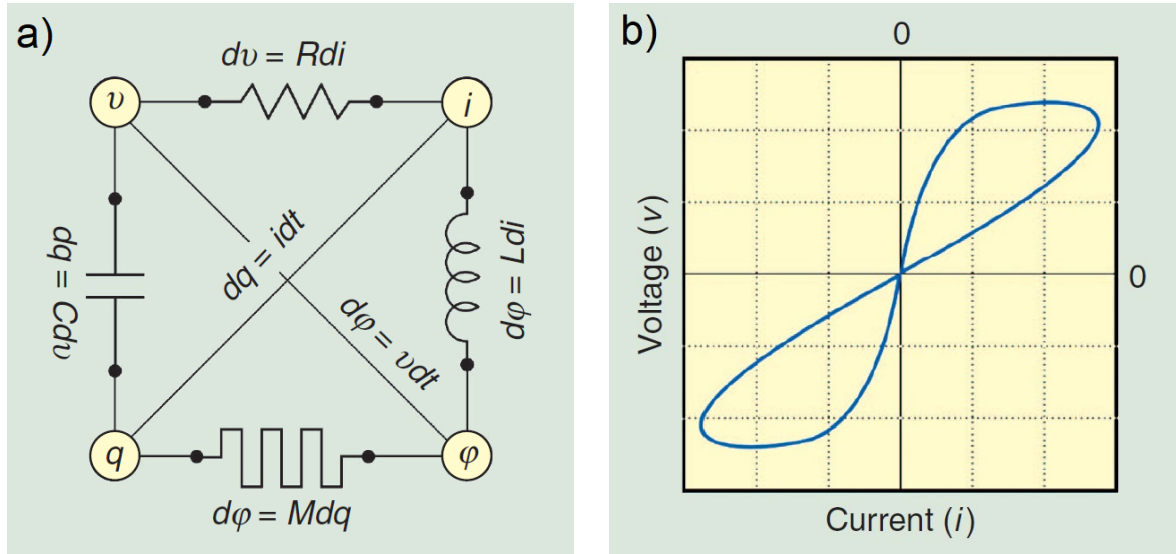 a)
dυ = Rdi
υ
i
dq = Cdυ
dq = idt
dφ = υdt
dφ = Ldi
q
φ
dφ = Mdq
b)
0
Voltage (v)
0
Current (i)